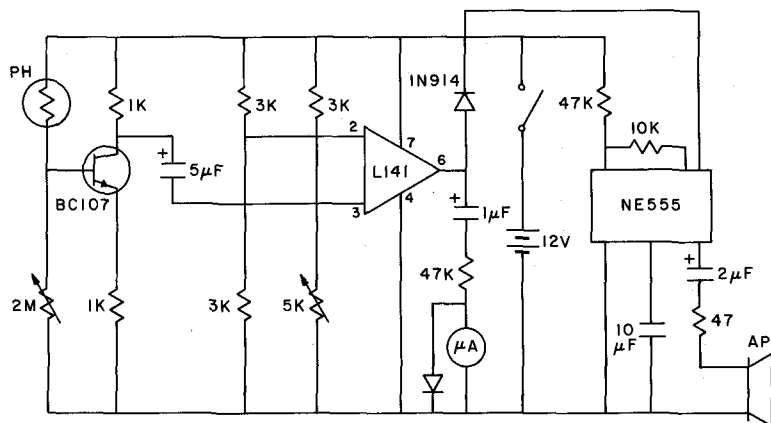 PH
1K
3K
3K
1N914
47K
10K
BC107
+
5µF
2
3
7
L141
4
6
+
1µF
12V
NE555
2M
1K
3K
5K
47K
µA
10
µF
+
2µF
47
AP